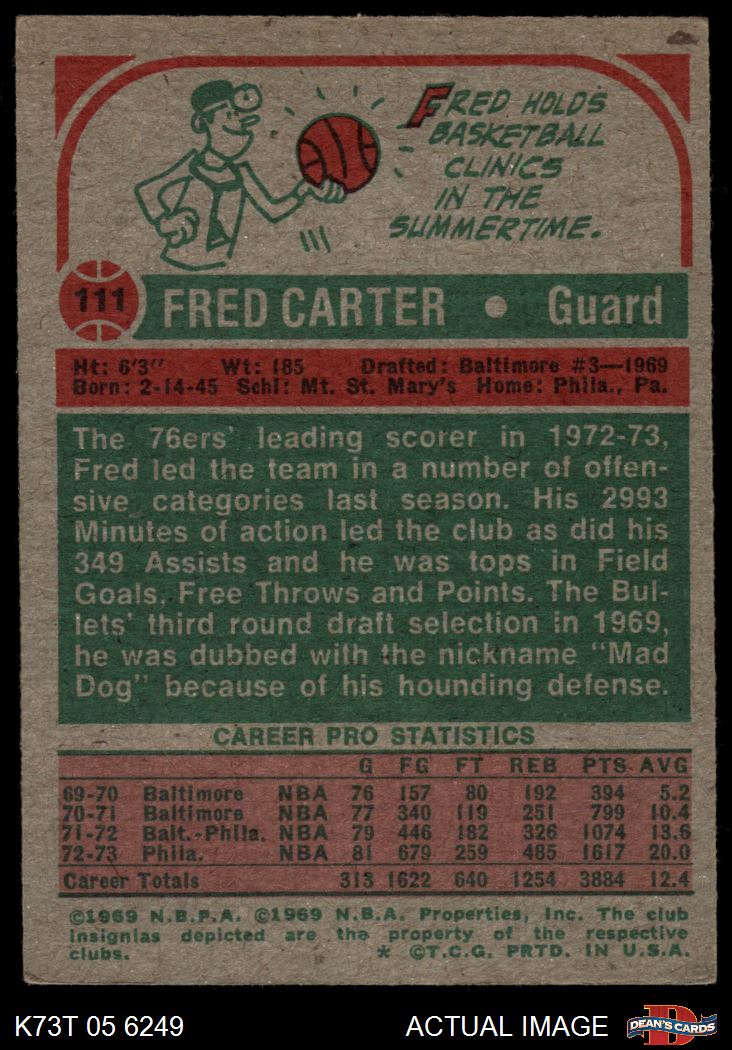 FRED HOLDS
BASKETBALL
CLINICS
IN THE
SUMMERTIME.
111 FRED CARTER • Guard
Ht: 6'3" Wt: 185 Drafted: Baltimore #3—1969
Born: 2-14-45 Schl: Mt. St. Mary's Home: Phila., Pa.
The 76ers' leading scorer in 1972-73,
Fred led the team in a number of offen-
sive categories last season. His 2993
Minutes of action led the club as did his
349 Assists and he was tops in Field
Goals, Free Throws and Points. The Bul-
lets' third round draft selection in 1969,
he was dubbed with the nickname "Mad
Dog" because of his hounding defense.
CAREER PRO STATISTICS
G FG FT REB PTS AVG
69-70 Baltimore NBA 76 157 80 192 394 5.2
70-71 Baltimore NBA 77 340 119 251 799 10.4
71-72 Balt.-Phila. NBA 79 446 182 326 1074 13.6
72-73 Phila. NBA 81 679 259 485 1617 20.0
Career Totals 313 1622 640 1254 3884 12.4
©1969 N.B.P.A. ©1969 N.B.A. Properties, Inc. The club
insignias depicted are the property of the respective
clubs. * ©T.C.G. PRTD. IN U.S.A.
K73T 05 6249 ACTUAL IMAGE D DEAN'S CARDS